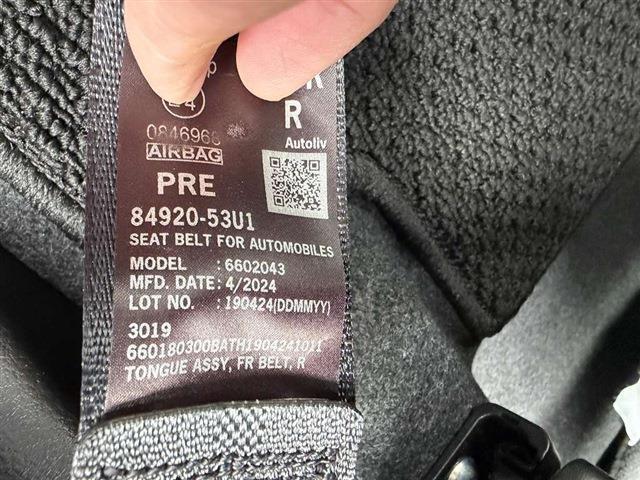 R
4
R
0846968
Autoliv
AIRBAG
PRE
84920-53U1
SEAT BELT FOR AUTOMOBILES
MODEL : 6602043
MFD. DATE : 4/2024
LOT NO. : 190424(DDMMYY)
3019
660180300BATH1904241011
TONGUE ASSY, FR BELT, R